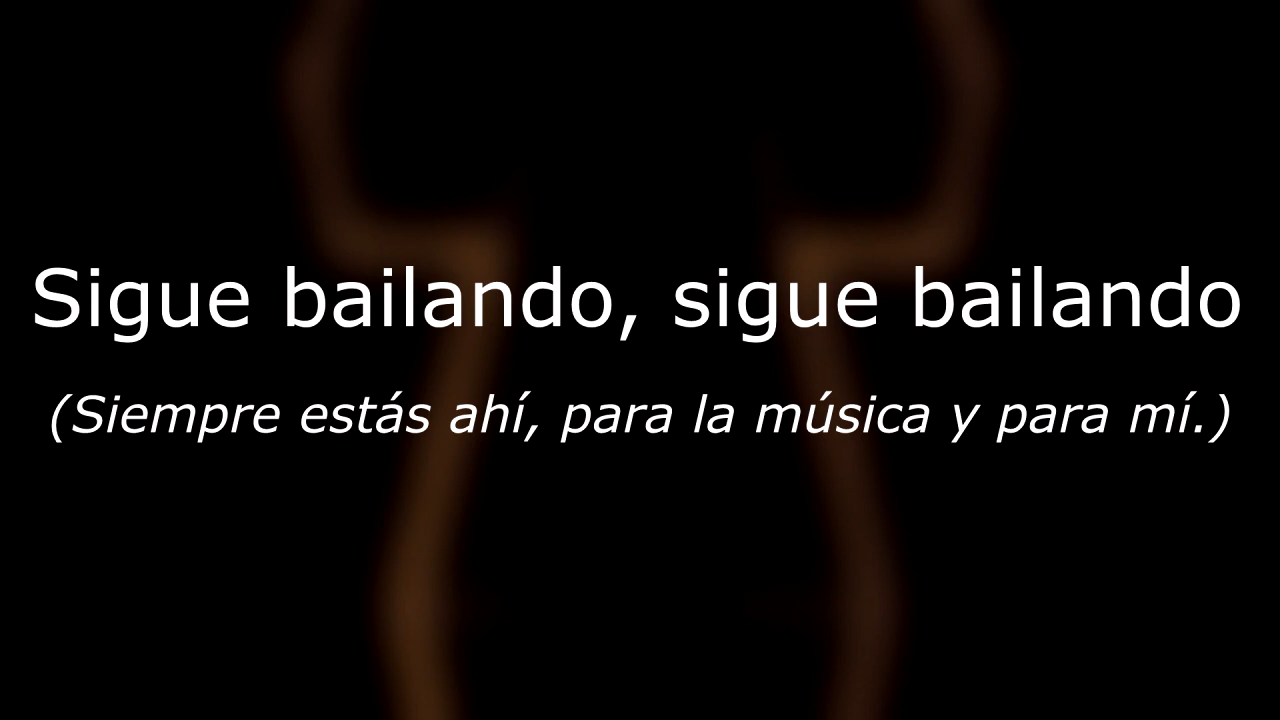 Sigue bailando, sigue bailando
(Siempre estás ahí, para la música y para mí.)